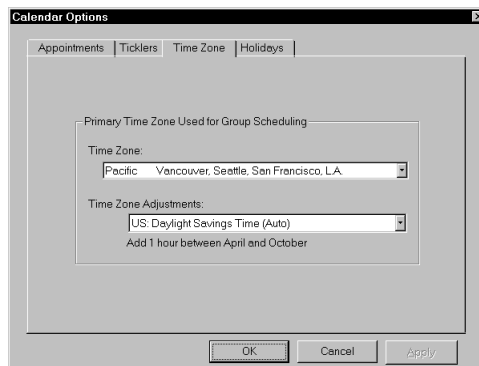 Calendar Options
Appointments Ticklers Time Zone Holidays
Primary Time Zone Used for Group Scheduling
Time Zone:
Pacific Vancouver, Seattle, San Francisco, L.A.
Time Zone Adjustments:
US: Daylight Savings Time (Auto)
Add 1 hour between April and October
OK Cancel Apply